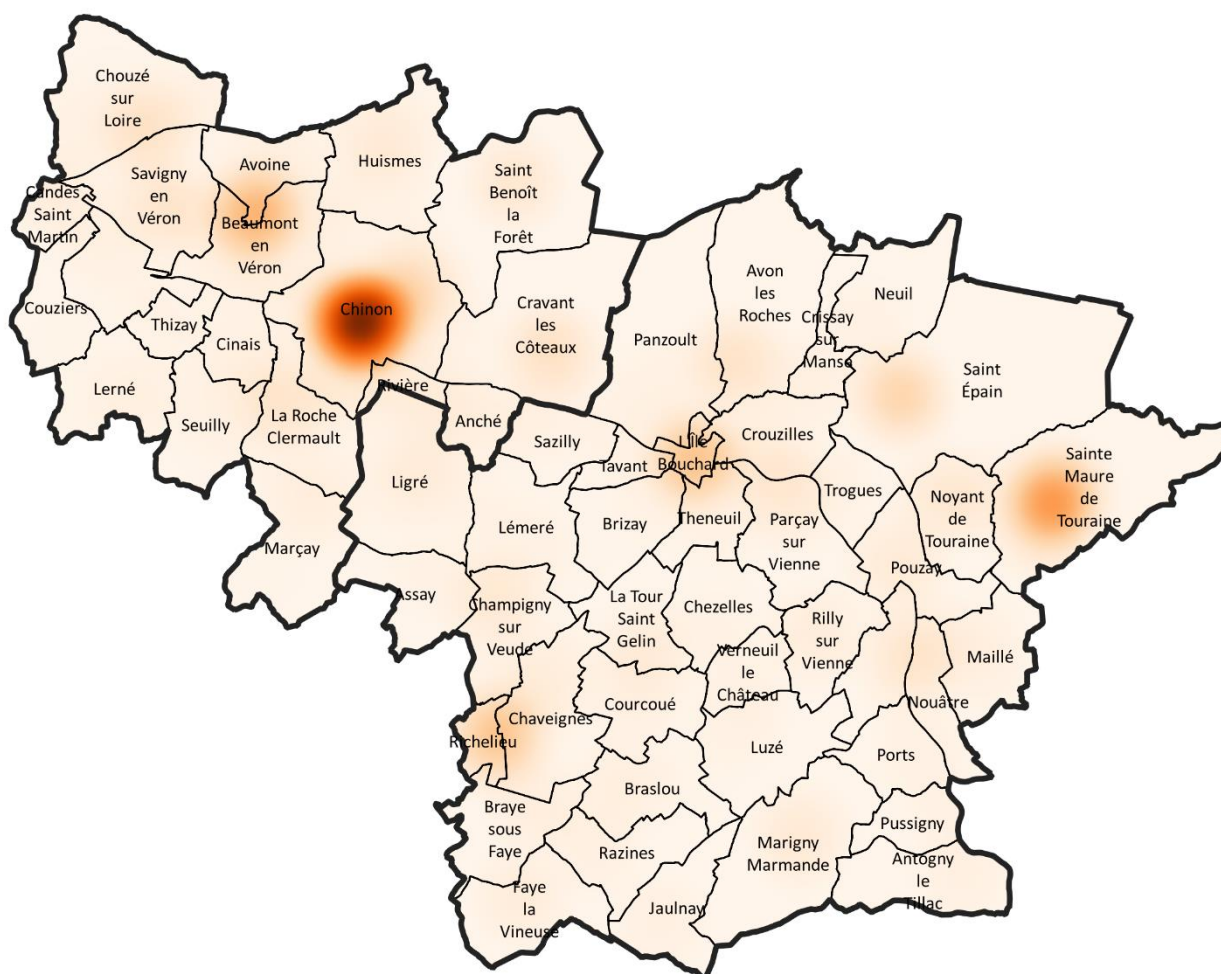 Chouzé
sur
Loire
Avoine
Huismes
Saint
Benoît
la
Forêt
Savigny
en
Véron
Candes
Saint
Martin
Beaumont
en
Véron
Couziers
Thizay
Cinais
Chinon
Cravant
les
Côteaux
Panzoult
Avon
les
Roches
Crissay
sur
Manse
Neuil
Saint
Épain
Lerné
Seuilly
La Roche
Clermault
Rivière
Anché
Sazilly
Tavant
L'Île
Bouchard
Crouzilles
Trogues
Noyant
de
Touraine
Sainte
Maure
de
Touraine
Marçay
Ligré
Lémeré
Brizay
Theneuil
Parçay
sur
Vienne
Pouzay
Assay
Champigny
sur
Veude
La Tour
Saint
Gelin
Chezelles
Rilly
sur
Vienne
Maillé
Verneuil
le
Château
Nouâtre
Richelieu
Chaveignes
Courcoué
Luzé
Ports
Braye
sous
Faye
Braslou
Razines
Marigny
Marmande
Pussigny
Antogny
le
Tillac
Faye
la
Vineuse
Jaulnay